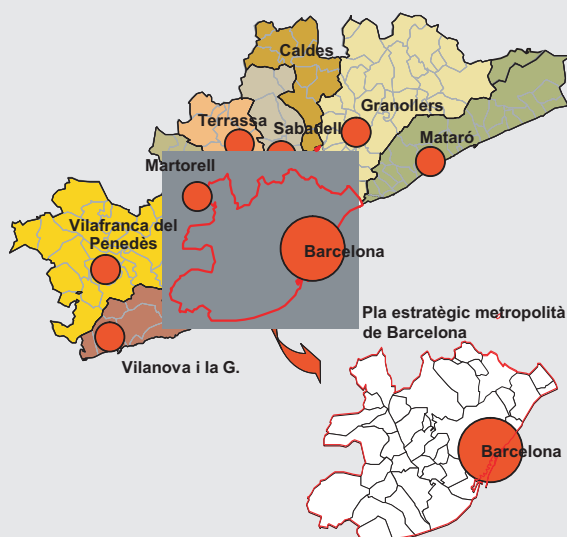 Caldes
Granollers
Terrassa
Sabadell
Mataró
Martorell
Vilafranca del
Penedès
Barcelona
Pla estratègic metropolità
de Barcelona
Vilanova i la G.
Barcelona